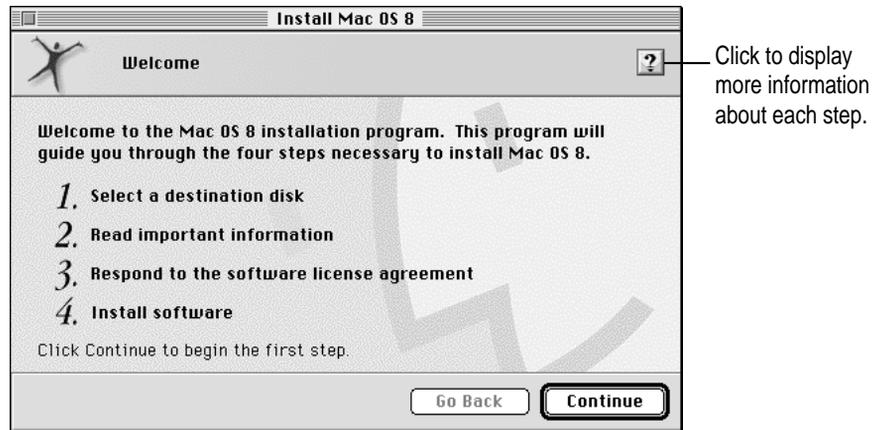 Install Mac OS 8
Welcome
?
Click to display
more information
about each step.
Welcome to the Mac OS 8 installation program.  This program will
guide you through the four steps necessary to install Mac OS 8.
1. Select a destination disk
2. Read important information
3. Respond to the software license agreement
4. Install software
Click Continue to begin the first step.
Go Back
Continue